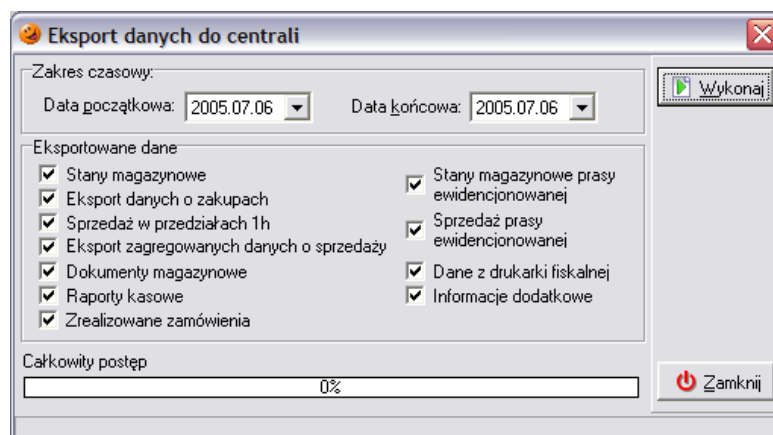 Eksport danych do centrali
Zakres czasowy:
Data początkowa: 2005.07.06 Data końcowa: 2005.07.06
Wykonaj
Eksportowane dane
Stany magazynowe
Eksport danych o zakupach
Sprzedaż w przedziałach 1h
Eksport zagregowanych danych o sprzedaży
Dokumenty magazynowe
Raporty kasowe
Zrealizowane zamówienia
Stany magazynowe prasy
ewidencjonowanej
Sprzedaż prasy
ewidencjonowanej
Dane z drukarki fiskalnej
Informacje dodatkowe
Całkowity postęp
0%
Zamknij